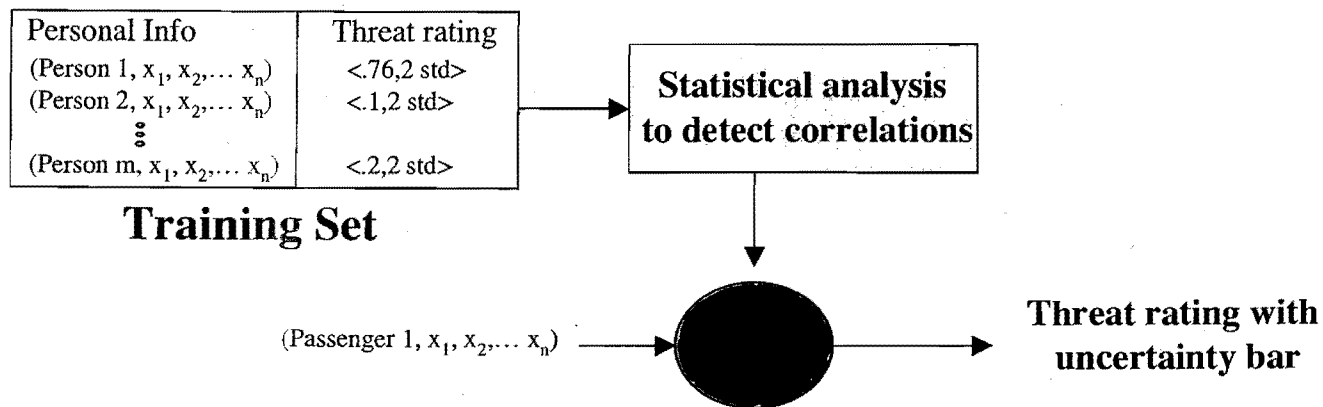 Personal Info Threat rating
(Person 1, x₁, x₂,... xₙ) <.76,2 std>
(Person 2, x₁, x₂,... xₙ) <.1,2 std>
(Person m, x₁, x₂,... xₙ) <.2,2 std>
Training Set
Statistical analysis
to detect correlations
(Passenger 1, x₁, x₂,... xₙ)
Threat rating with
uncertainty bar